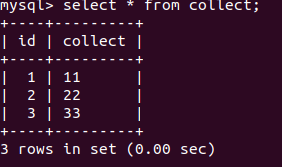 mysql> select * from collect;
+----+---------+
| id | collect |
+----+---------+
|  1 | 11      |
|  2 | 22      |
|  3 | 33      |
+----+---------+
3 rows in set (0.00 sec)